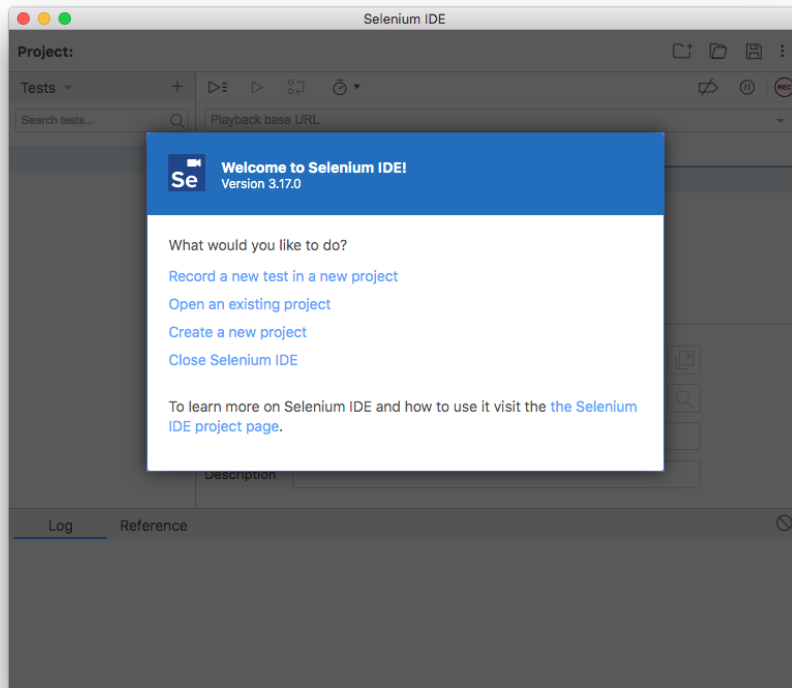 Selenium IDE
Project:
Tests
Search tests...
Playback base URL
REC
Se
Welcome to Selenium IDE!
Version 3.17.0
What would you like to do?
Record a new test in a new project
Open an existing project
Create a new project
Close Selenium IDE
To learn more on Selenium IDE and how to use it visit the the Selenium
IDE project page.
Description
Log
Reference